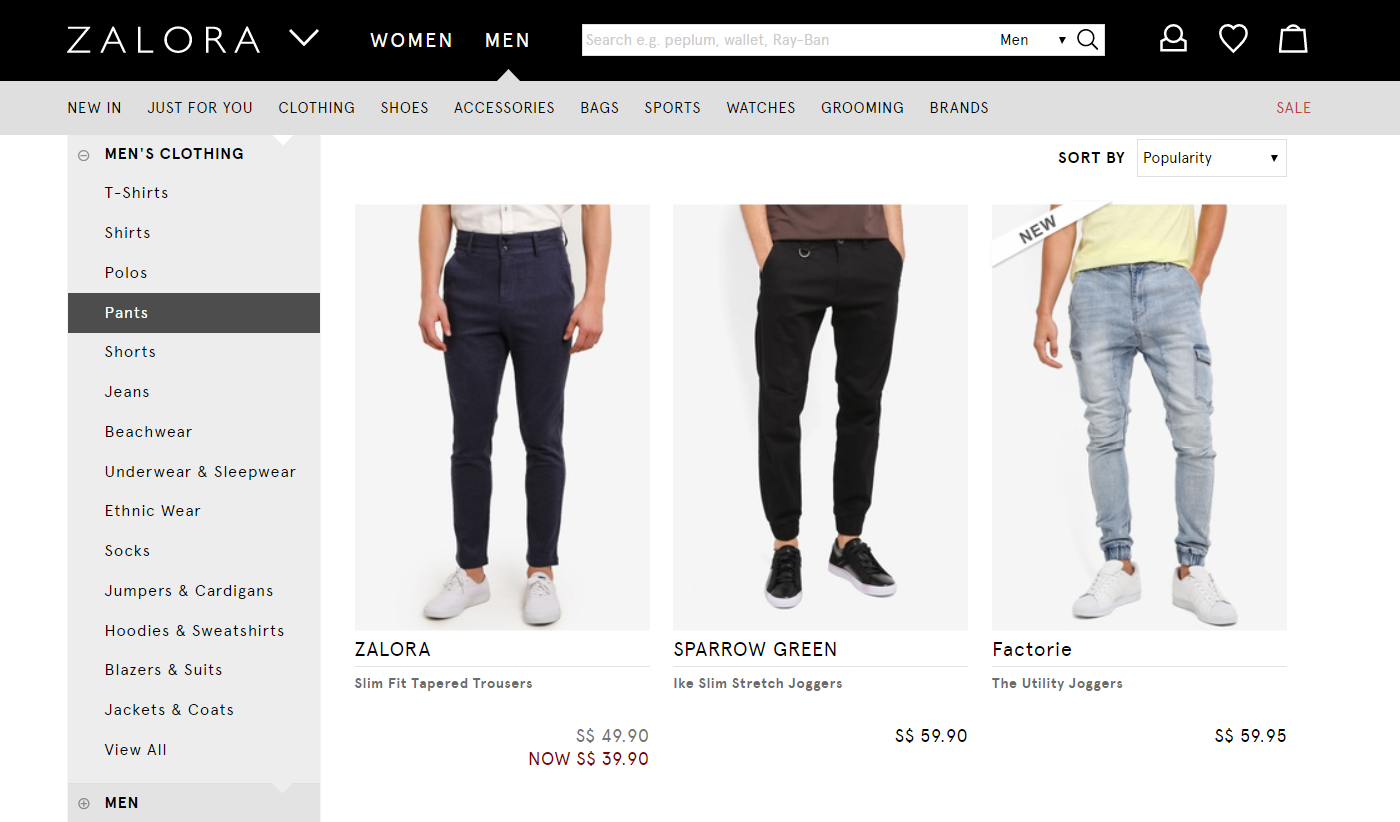 ZALORA
WOMEN MEN
Search e.g. peplum, wallet, Ray-Ban Men
NEW IN JUST FOR YOU CLOTHING SHOES ACCESSORIES BAGS SPORTS WATCHES GROOMING BRANDS SALE
MEN'S CLOTHING
T-Shirts
Shirts
Polos
Pants
Shorts
Jeans
Beachwear
Underwear & Sleepwear
Ethnic Wear
Socks
Jumpers & Cardigans
Hoodies & Sweatshirts
Blazers & Suits
Jackets & Coats
View All
MEN
SORT BY Popularity
ZALORA
Slim Fit Tapered Trousers
S$ 49.90
NOW S$ 39.90
SPARROW GREEN
Ike Slim Stretch Joggers
S$ 59.90
NEW
Factorie
The Utility Joggers
S$ 59.95